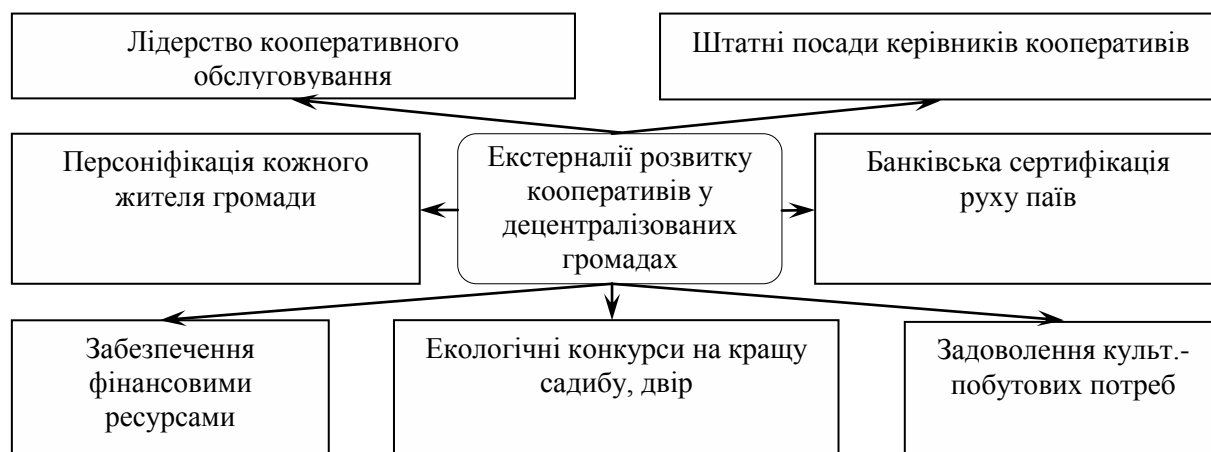 Лідерство кооперативного
обслуговування
Штатні посади керівників кооперативів
Персоніфікація кожного
жителя громади
Екстерналії розвитку
кооперативів у
децентралізованих
громадах
Банківська сертифікація
руху паїв
Забезпечення
фінансовими
ресурсами
Екологічні конкурси на кращу
садибу, двір
Задоволення культ.-
побутових потреб